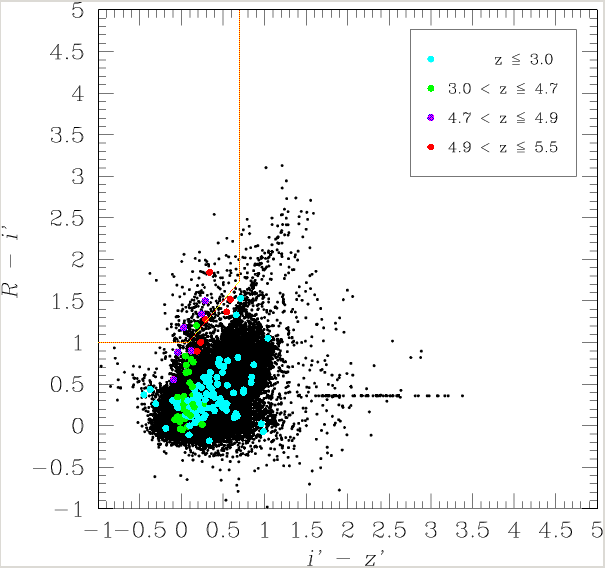 5
4.5
4
3.5
3
2.5
2
1.5
1
0.5
0
−0.5
−1
R − i'
z ≦ 3.0
3.0 < z ≦ 4.7
4.7 < z ≦ 4.9
4.9 < z ≦ 5.5
−1 −0.5 0 0.5 1 1.5 2 2.5 3 3.5 4 4.5 5
i' − z'